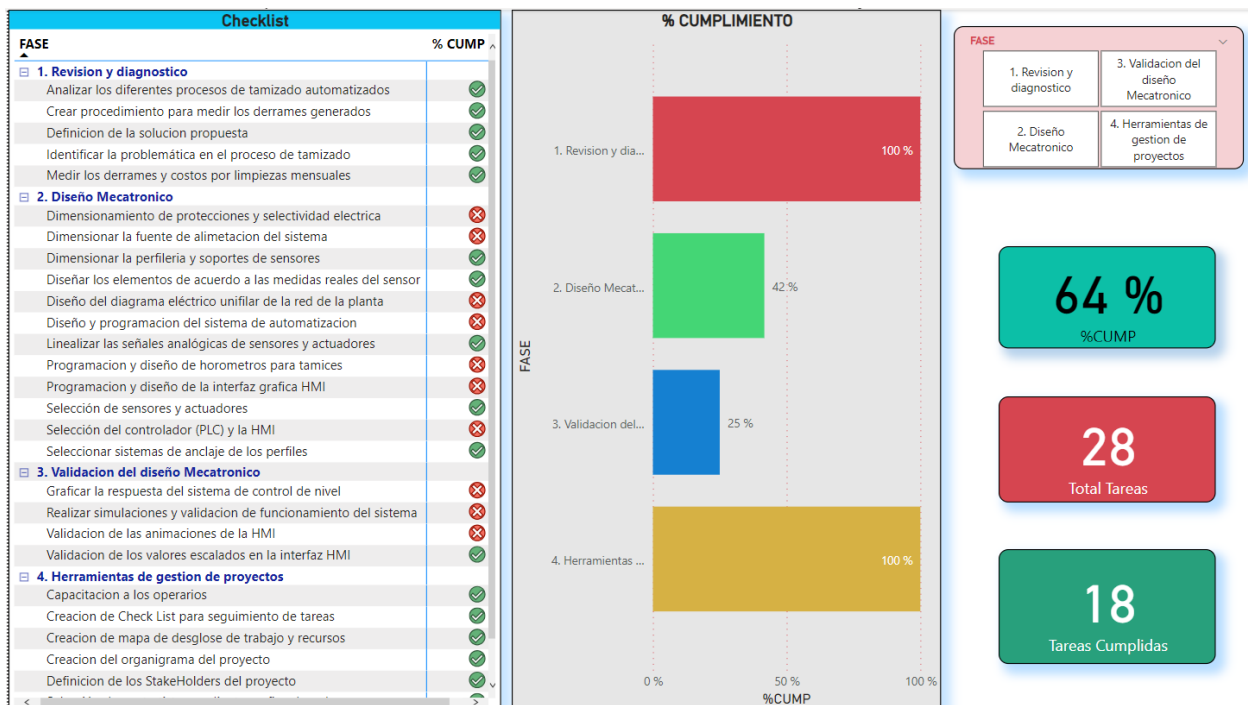 Checklist
FASE % CUMP
1. Revision y diagnostico
Analizar los diferentes procesos de tamizado automatizados
Crear procedimiento para medir los derrames generados
Definicion de la solucion propuesta
Identificar la problemática en el proceso de tamizado
Medir los derrames y costos por limpiezas mensuales
2. Diseño Mecatronico
Dimensionamiento de protecciones y selectividad electrica
Dimensionar la fuente de alimetacion del sistema
Dimensionar la perfileria y soportes de sensores
Diseñar los elementos de acuerdo a las medidas reales del sensor
Diseño del diagrama eléctrico unifilar de la red de la planta
Diseño y programacion del sistema de automatizacion
Linealizar las señales analógicas de sensores y actuadores
Programacion y diseño de horometros para tamices
Programacion y diseño de la interfaz grafica HMI
Selección de sensores y actuadores
Selección del controlador (PLC) y la HMI
Seleccionar sistemas de anclaje de los perfiles
3. Validacion del diseño Mecatronico
Graficar la respuesta del sistema de control de nivel
Realizar simulaciones y validacion de funcionamiento del sistema
Validacion de las animaciones de la HMI
Validacion de los valores escalados en la interfaz HMI
4. Herramientas de gestion de proyectos
Capacitacion a los operarios
Creacion de Check List para seguimiento de tareas
Creacion de mapa de desglose de trabajo y recursos
Creacion del organigrama del proyecto
Definicion de los StakeHolders del proyecto
% CUMPLIMIENTO
FASE
1. Revision y dia...
100 %
2. Diseño Mecat...
42 %
3. Validacion del...
25 %
4. Herramientas ...
100 %
0 % 50 % 100 %
%CUMP
FASE
1. Revision y
diagnostico
3. Validacion del
diseño
Mecatronico
2. Diseño
Mecatronico
4. Herramientas de
gestion de
proyectos
64 %
%CUMP
28
Total Tareas
18
Tareas Cumplidas